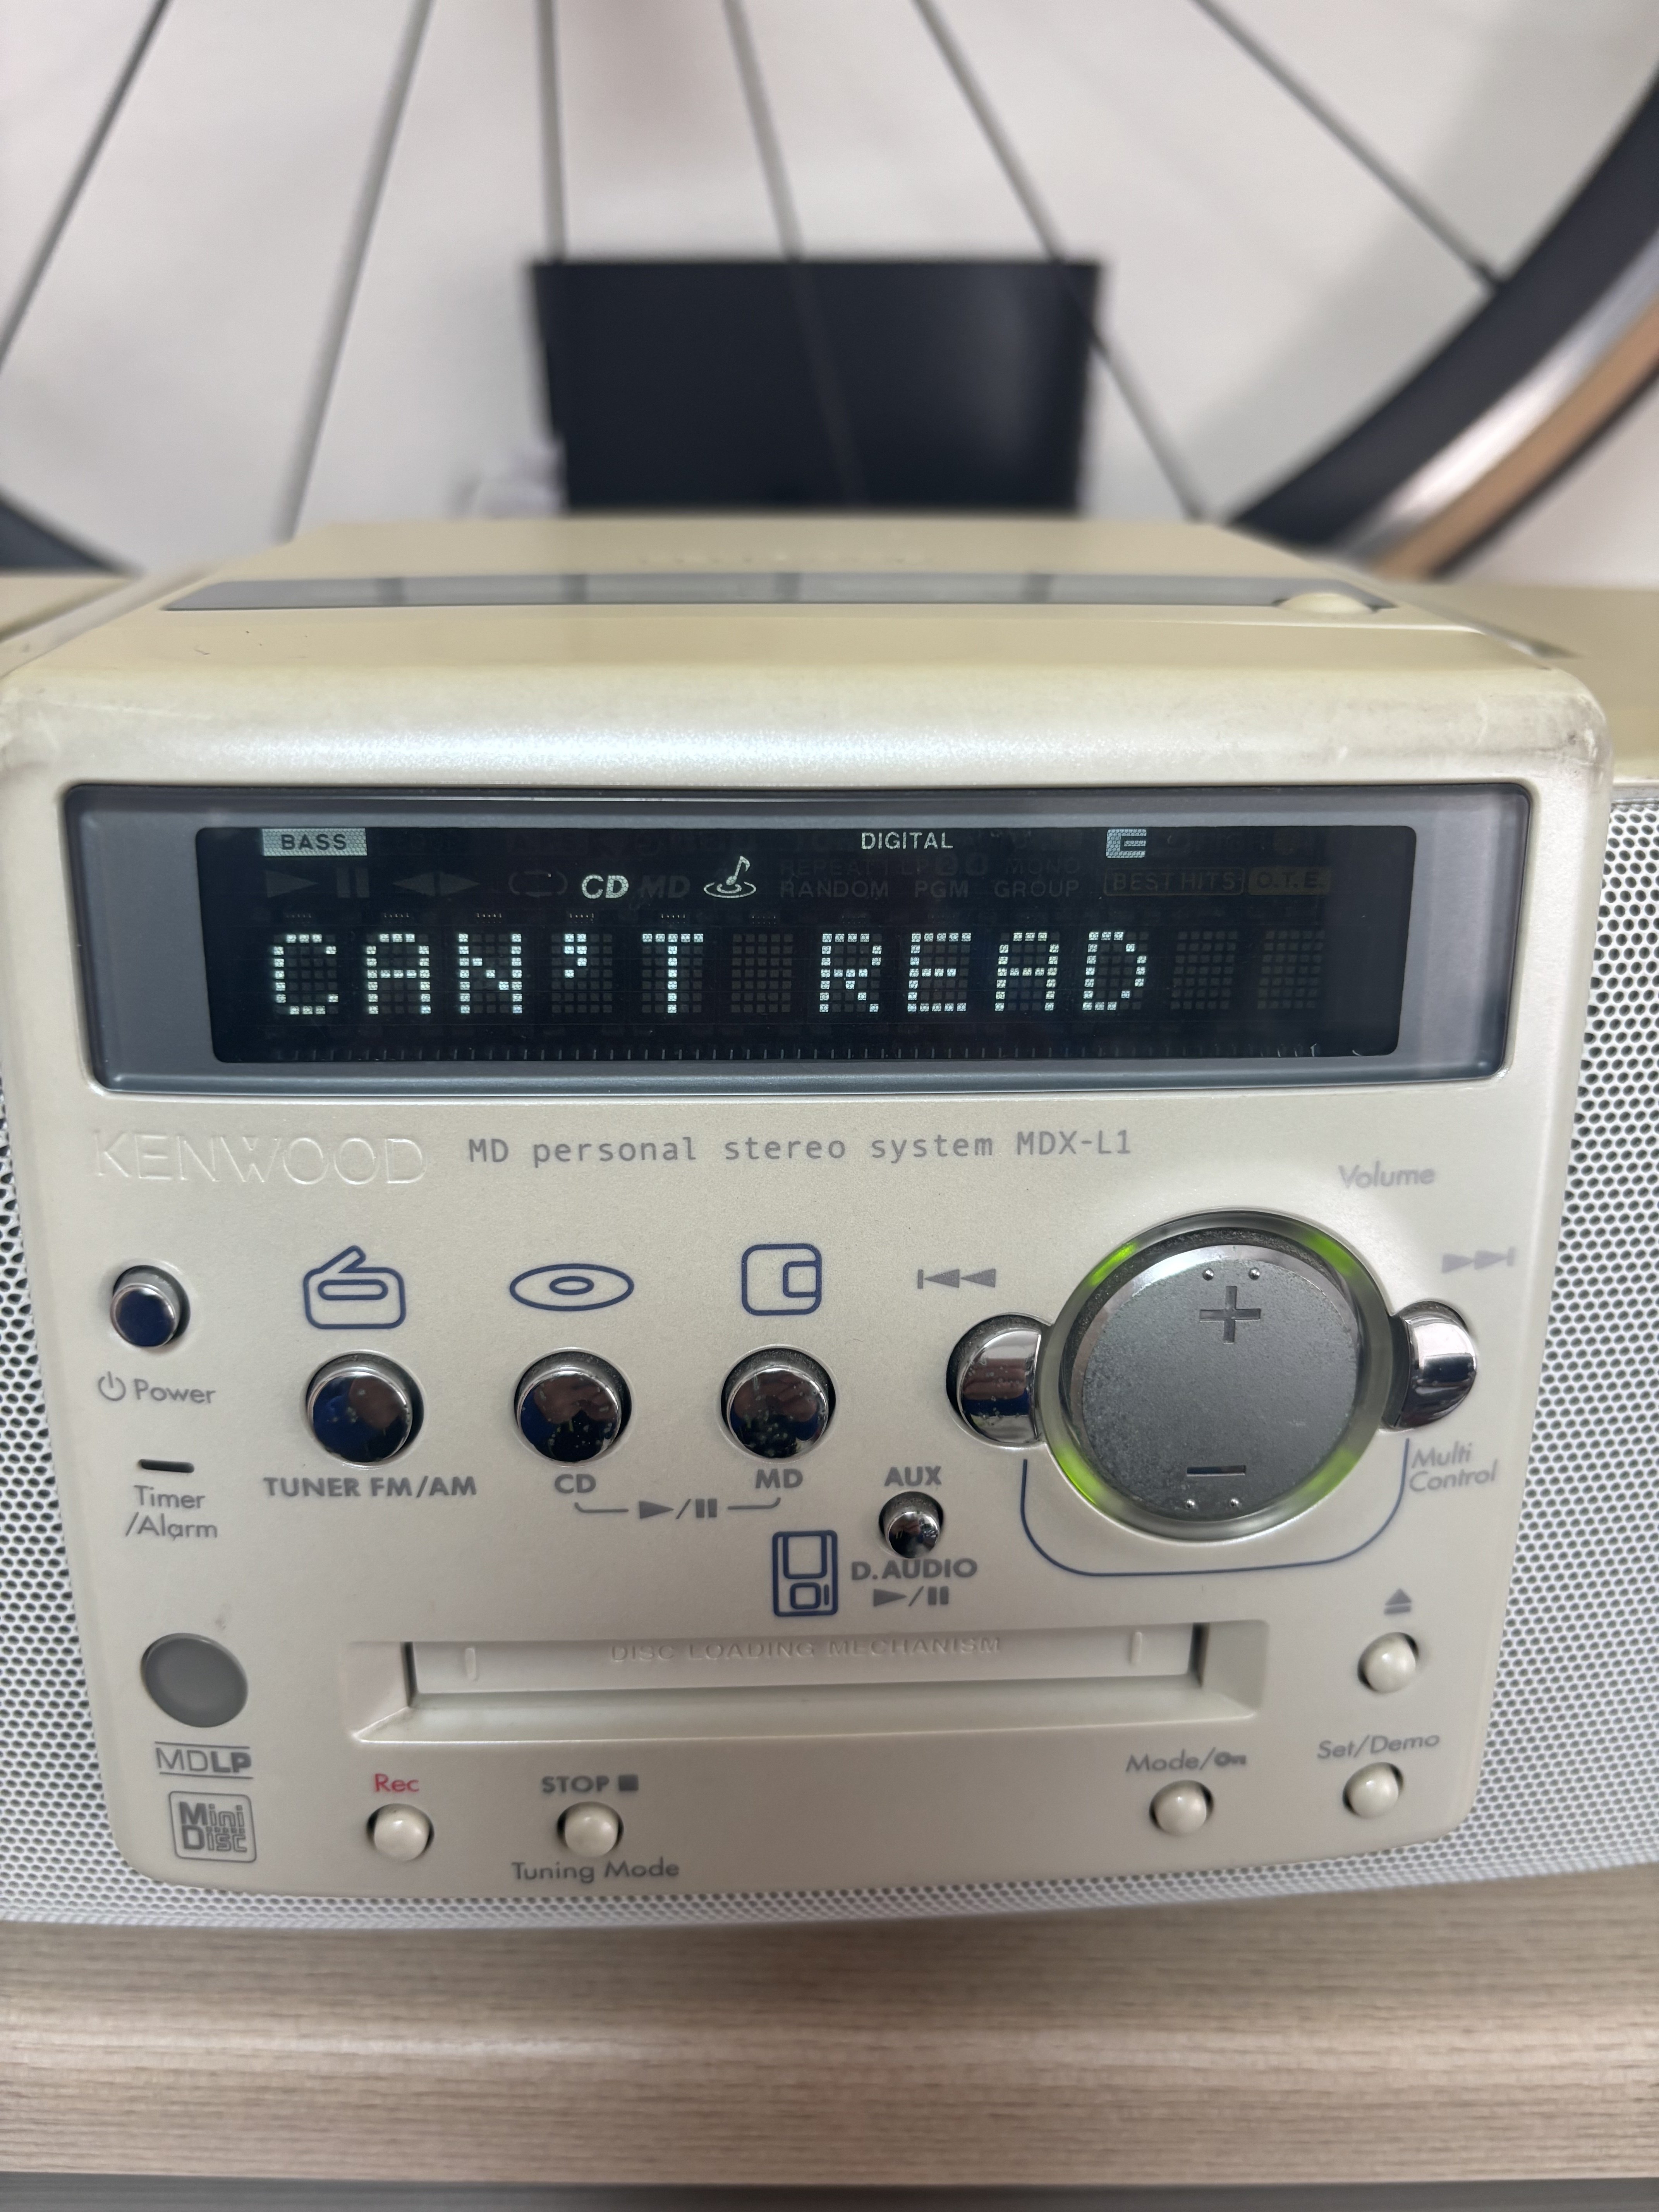 BASS
DIGITAL
CD MD
RANDOM PGM GROUP BEST HITS O.T.E.
CAN'T READ
KENWOOD MD personal stereo system MDX-L1
Volume
Power
TUNER FM/AM CD MD AUX
Multi
Control
Timer
/Alarm
D.AUDIO
DISC LOADING MECHANISM
MDLP
Mini
Disc
Rec STOP Mode/ Set/Demo
Tuning Mode